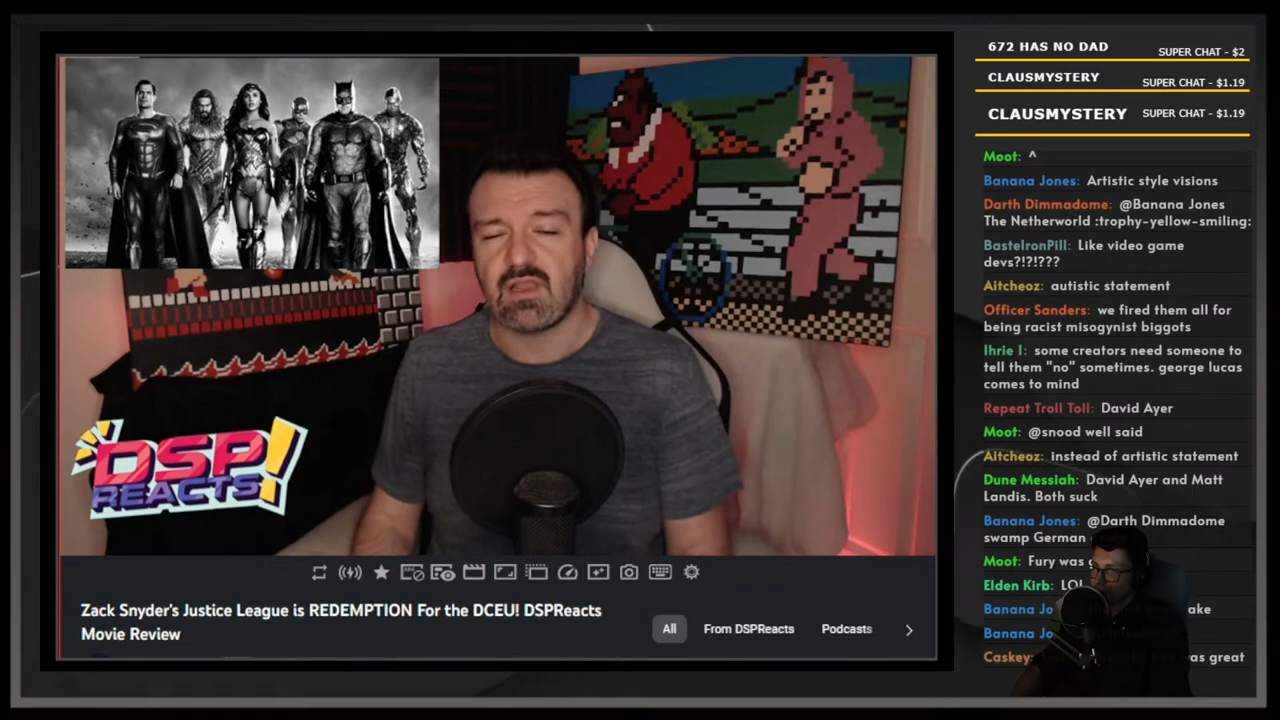 672 HAS NO DAD
SUPER CHAT - $2
CLAUSMYSTERY
SUPER CHAT - $1.19
CLAUSMYSTERY
SUPER CHAT - $1.19
Moot: ^
Banana Jones: Artistic style visions
Darth Dimmadome: @Banana Jones
The Netherworld :trophy-yellow-smiling:
BasteIronPill: Like video game
devs?!?!???
Aitcheoz: autistic statement
Officer Sanders: we fired them all for
being racist misogynist biggots
Ihrie I: some creators need someone to
tell them "no" sometimes. george lucas
comes to mind
Repeat Troll Toll: David Ayer
Moot: @snood well said
Aitcheoz: instead of artistic statement
Dune Messiah: David Ayer and Matt
Landis. Both suck
Banana Jones: @Darth Dimmadome
swamp German
Moot: Fury was
Elden Kirb:
Banana
Banana
Caskey: was great
DSP
REACTS!
Zack Snyder's Justice League is REDEMPTION For the DCEU! DSPReacts
Movie Review
All
From DSPReacts
Podcasts